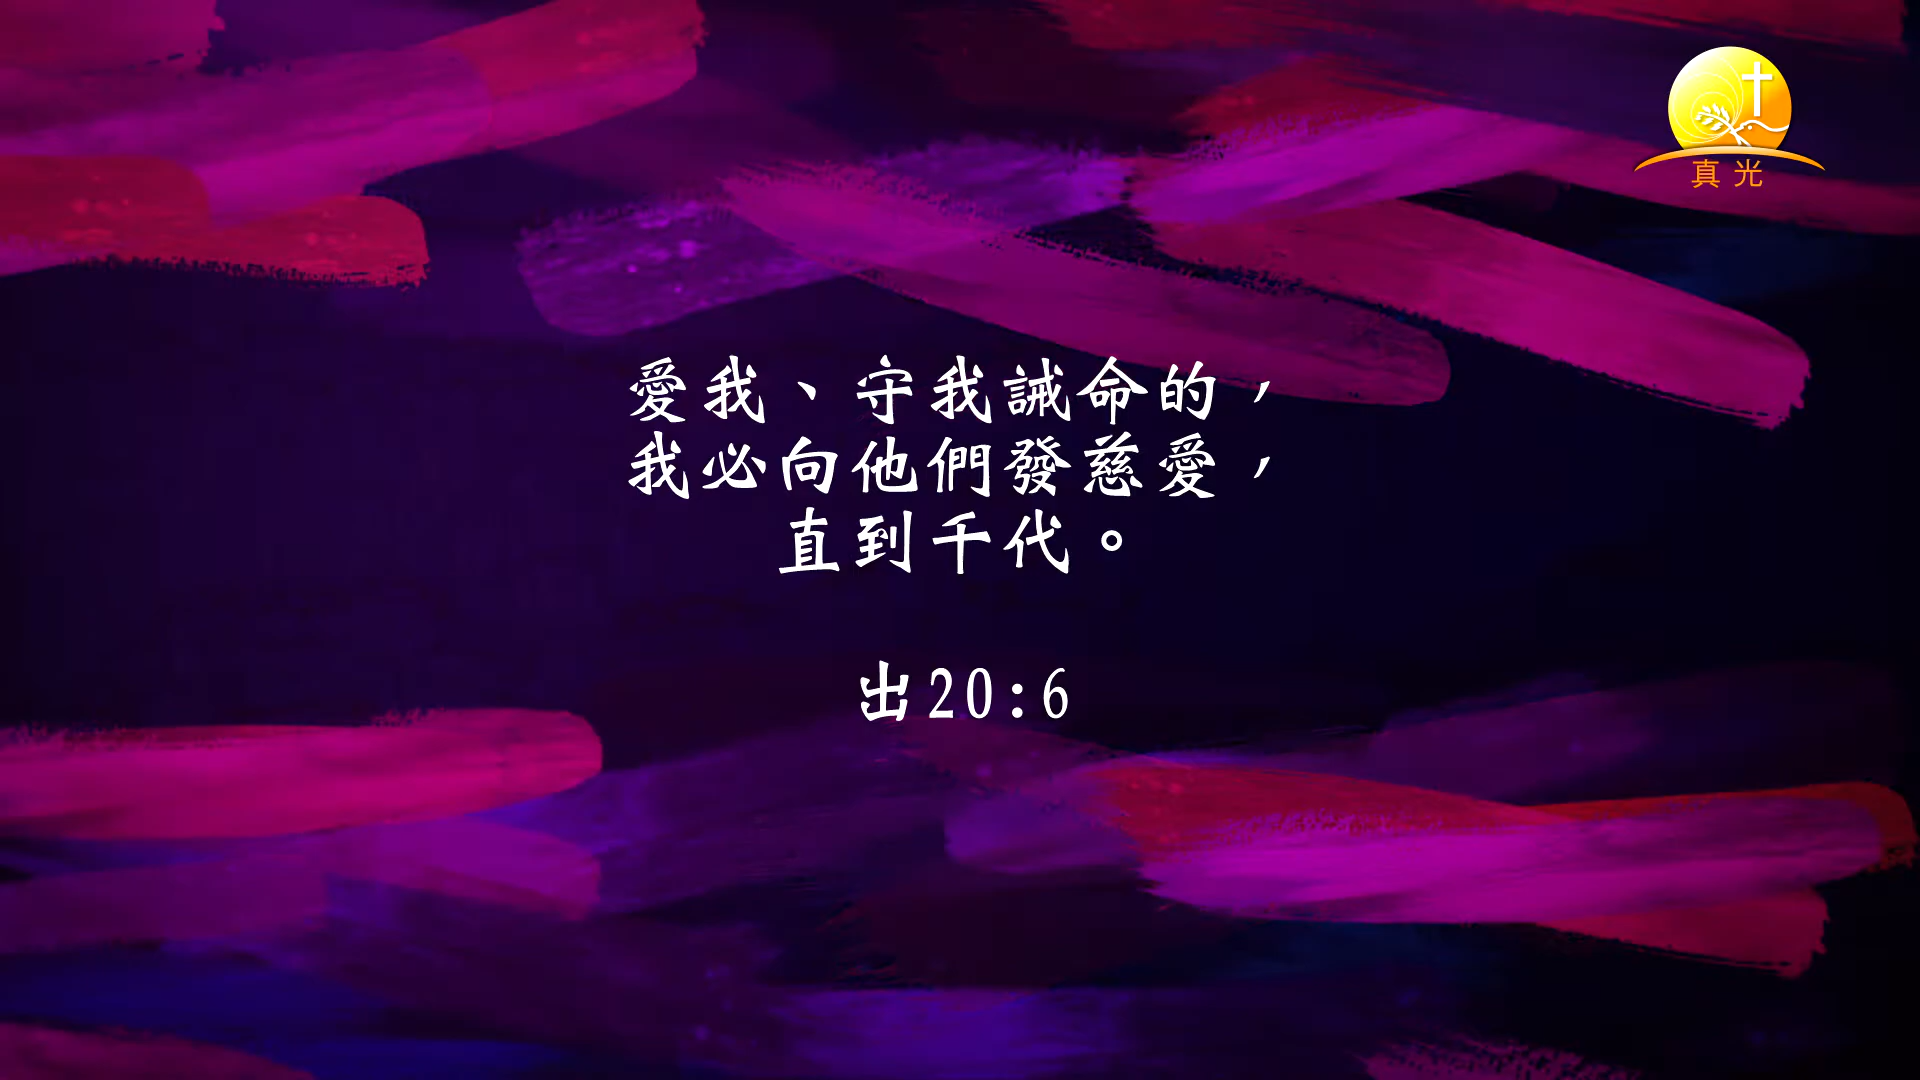 真光
愛我、守我誡命的，
我必向他們發慈愛，
直到千代。
出20:6